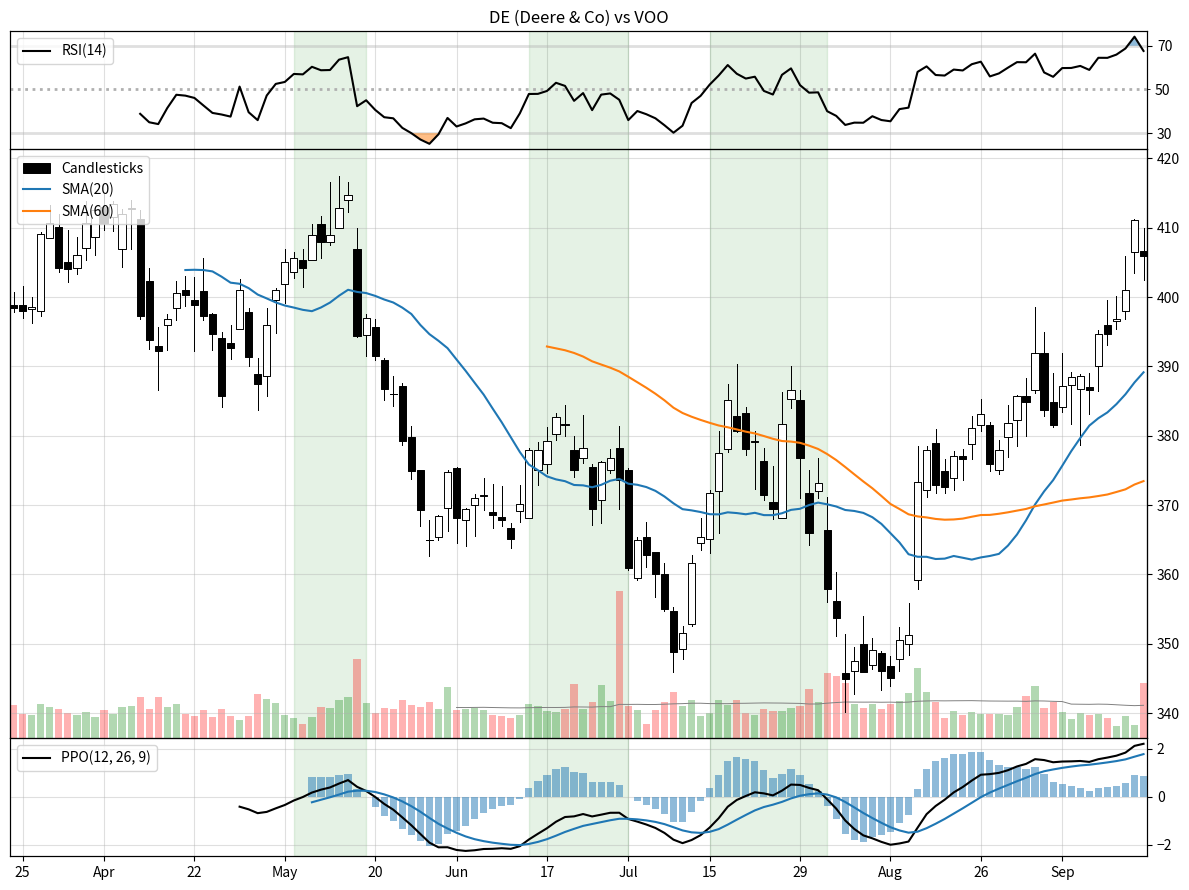 DE (Deere & Co) vs VOO
RSI(14)
70
50
30
Candlesticks
SMA(20)
SMA(60)
420
410
400
390
380
370
360
350
340
PPO(12, 26, 9)
2
0
−2
25 Apr 22 May 20 Jun 17 Jul 15 29 Aug 26 Sep